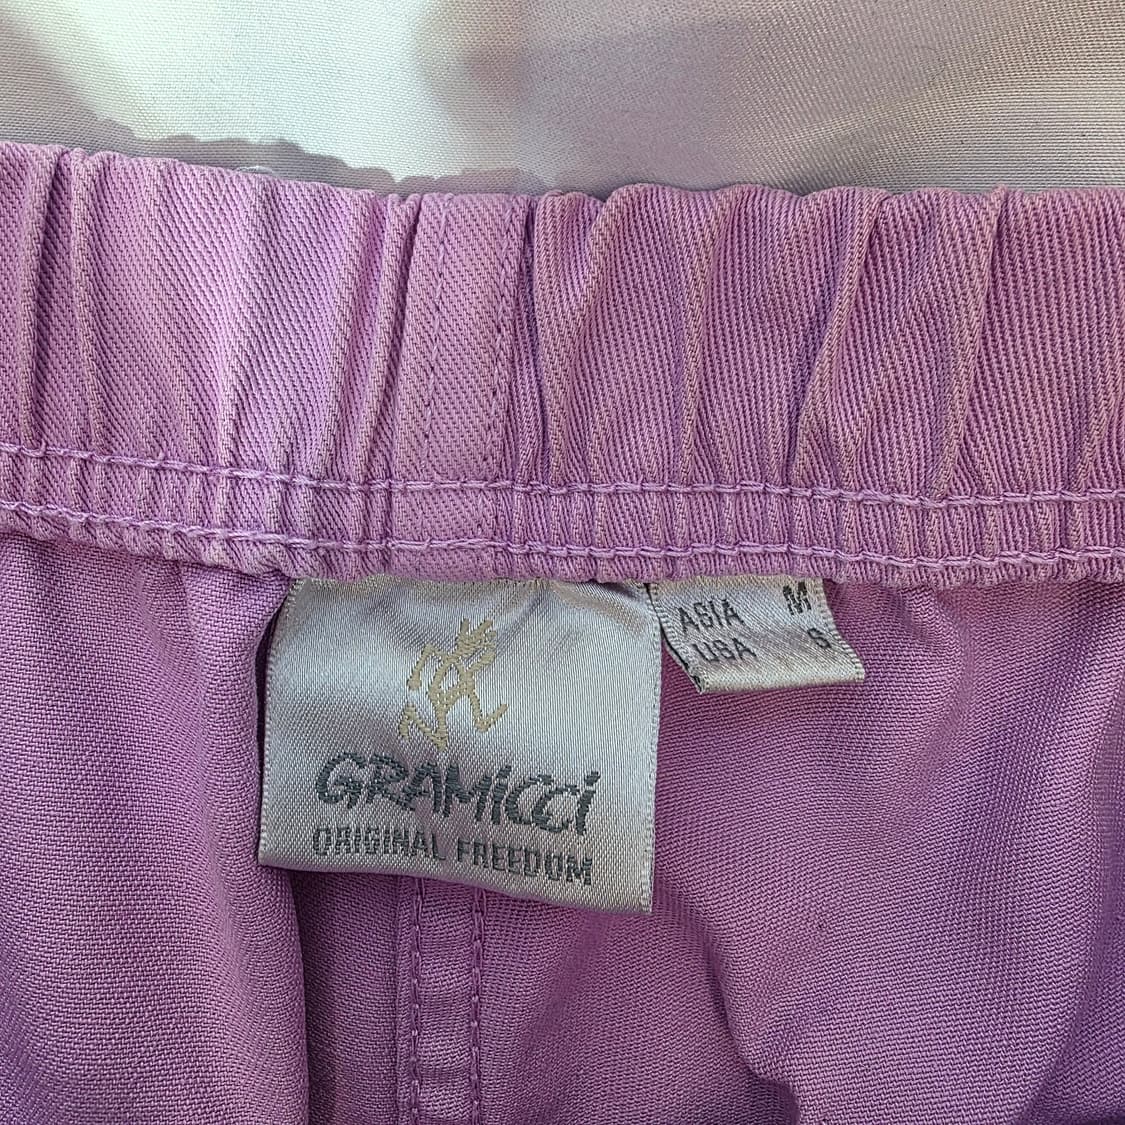 GRAMiCCi
ORIGINAL FREEDOM
ASIA M
USA S